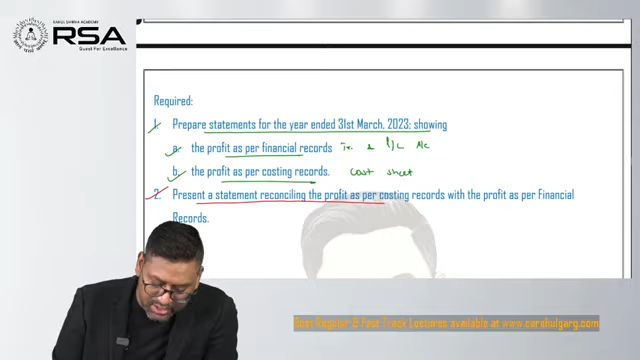 RAHUL GARG ACADEMY
RSA
Quest For Excellence
Required:
1. Prepare statements for the year ended 31st March, 2023; showing
a. the profit as per financial records Tr. & P/L A/c
b. the profit as per costing records. cost sheet
2. Present a statement reconciling the profit as per costing records with the profit as per Financial
Records.
Both Regular & Fast Track Lectures available at www.carahulgarg.com